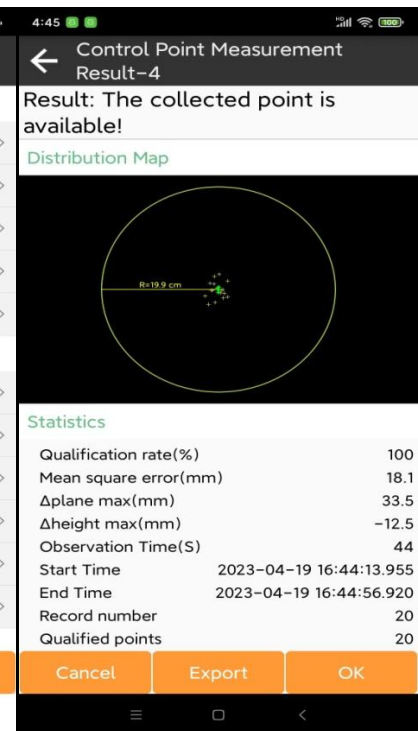 4:45
100
Control Point Measurement
Result-4
Result: The collected point is
available!
Distribution Map
R=19.9 cm
Statistics
Qualification rate(%) 100
Mean square error(mm) 18.1
Δplane max(mm) 33.5
Δheight max(mm) -12.5
Observation Time(S) 44
Start Time 2023-04-19 16:44:13.955
End Time 2023-04-19 16:44:56.920
Record number 20
Qualified points 20
Cancel Export OK